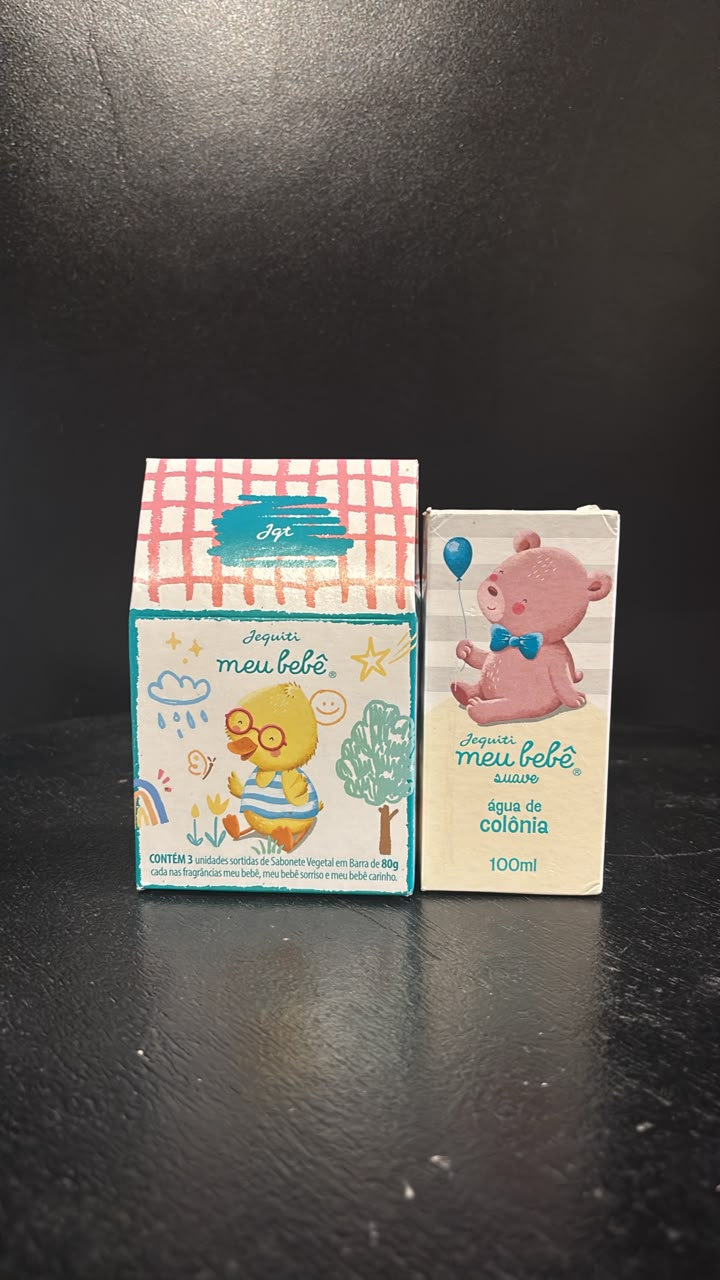 Jqt
Jequiti
meu bebê®
CONTÉM 3 unidades sortidas de Sabonete Vegetal em Barra de 80g
cada nas fragrâncias meu bebê, meu bebê sorriso e meu bebê carinho.
Jequiti
meu bebê®
suave
água de
colônia
100ml